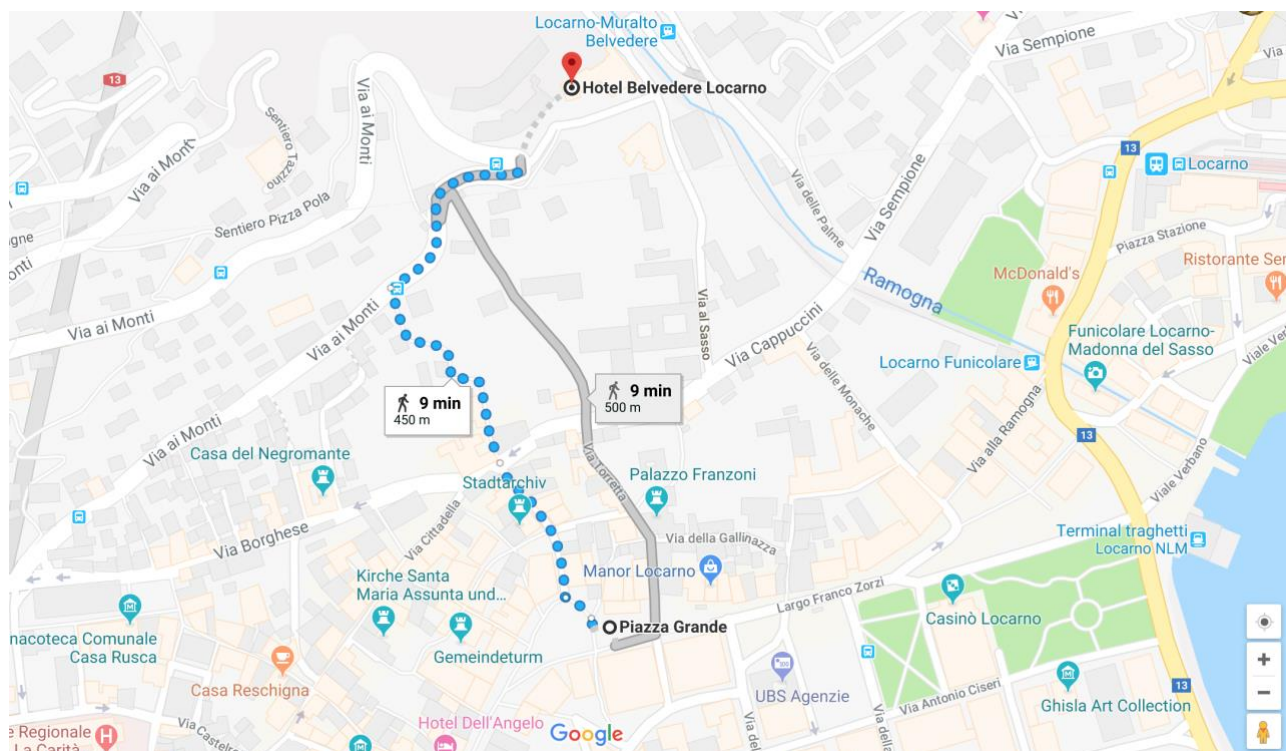 Locarno-Muralto
Belvedere
Via Sempione
13
Hotel Belvedere Locarno
Via ai Monti
Sentiero Tazzino
Via ai Monti
13
Locarno
Via Sempione
Via delle Palme
Sentiero Pizza Pola
Piazza Stazione
Ristorante Ser
McDonald's
Ramogna
Via ai Monti
Via ai Monti
Via al Sasso
Via Cappuccini
Funicolare Locarno-
Madonna del Sasso
Locarno Funicolare
Via delle Monache
9 min
500 m
9 min
450 m
Via ai Monti
Via alla Ramogna
13
Viale Verbano
Casa del Negromante
Via Torretta
Palazzo Franzoni
Stadtarchiv
Via Cittadella
Via Borghese
Via della Gallinazza
Terminal traghetti
Locarno NLM
Manor Locarno
Kirche Santa
Maria Assunta und...
Largo Franco Zorzi
Casinò Locarno
Piazza Grande
nacoteca Comunale
Casa Rusca
Gemeindeturm
Casa Reschigna
UBS Agenzie
Via Antonio Ciseri
13
Ghisla Art Collection
Hotel Dell'Angelo
Google
e Regionale
La Carità
H